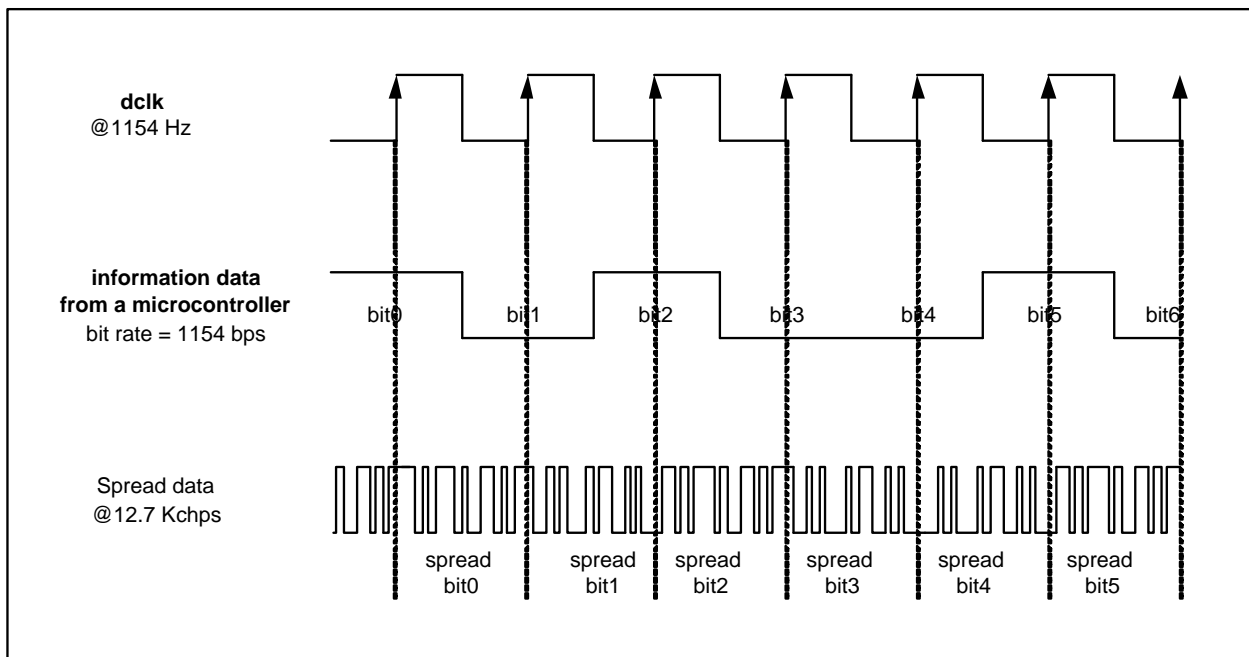 dclk
@1154 Hz
information data
from a microcontroller
bit rate = 1154 bps
bit0
bit1
bit2
bit3
bit4
bit5
bit6
Spread data
@12.7 Kchps
spread
bit0
spread
bit1
spread
bit2
spread
bit3
spread
bit4
spread
bit5